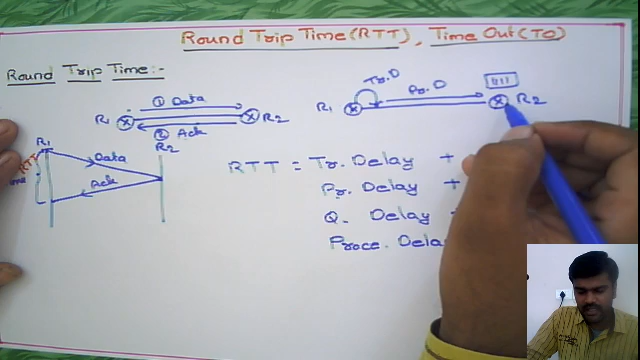 Round Trip Time (RTT), Time Out (TO)
Round Trip Time:-
① Data
R1 R2
② Ack
Tr. D
Pr. D
R1 R2
R1 R2
Data
Ack
RTT
RTT = Tr. Delay +
Pr. Delay +
Q. Delay
Proce. Delay